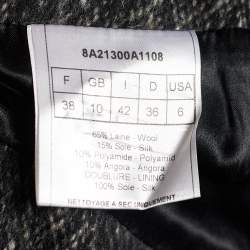 8A21300A1108
F GB I D USA
38 10 42 36 6
65% Laine - Wool
15% Soie - Silk
10% Polyamide - Polyamid
10% Angora - Angora
DOUBLURE - LINING
100% Soie - Silk
NETTOYAGE A SEC UNIQUEMENT